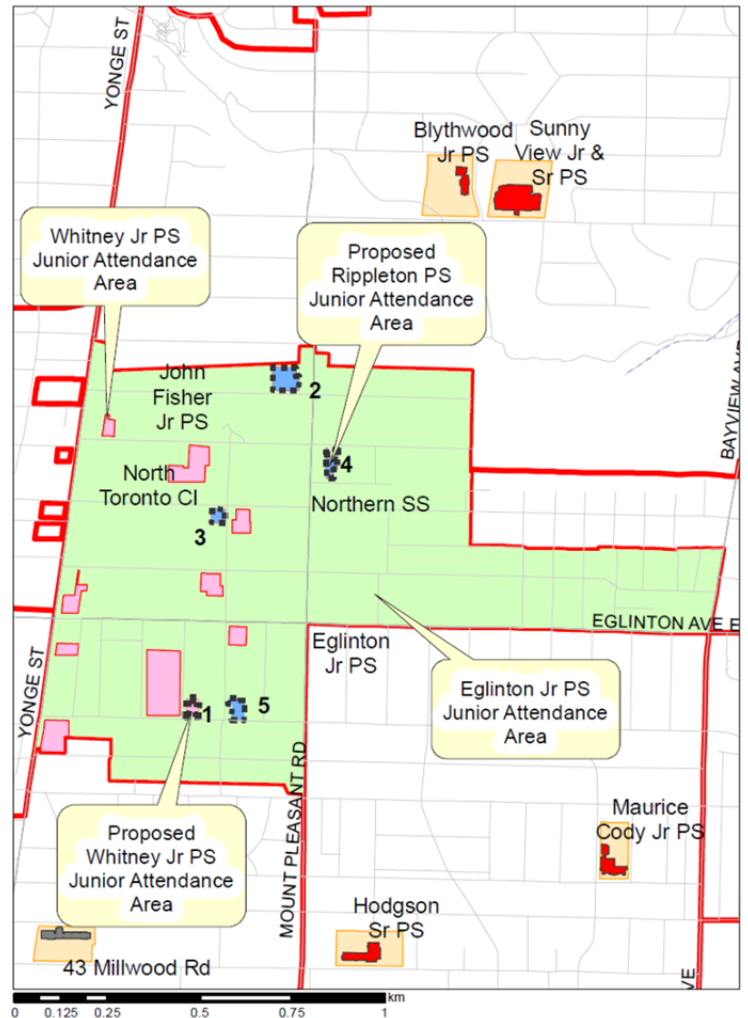 YONGE ST
Blythwood
Jr PS
Sunny
View Jr &
Sr PS
Whitney Jr PS
Junior Attendance
Area
Proposed
Rippleton PS
Junior Attendance
Area
BAYVIEW AVE
John
Fisher
Jr PS
2
North
Toronto CI
4
Northern SS
3
EGLINTON AVE E
Eglinton
Jr PS
YONGE ST
Eglinton Jr PS
Junior Attendance
Area
1
5
MOUNT PLEASANT RD
Proposed
Whitney Jr PS
Junior Attendance
Area
Maurice
Cody Jr PS
Hodgson
Sr PS
43 Millwood Rd
VE
km
0 0.125 0.25 0.5 0.75 1